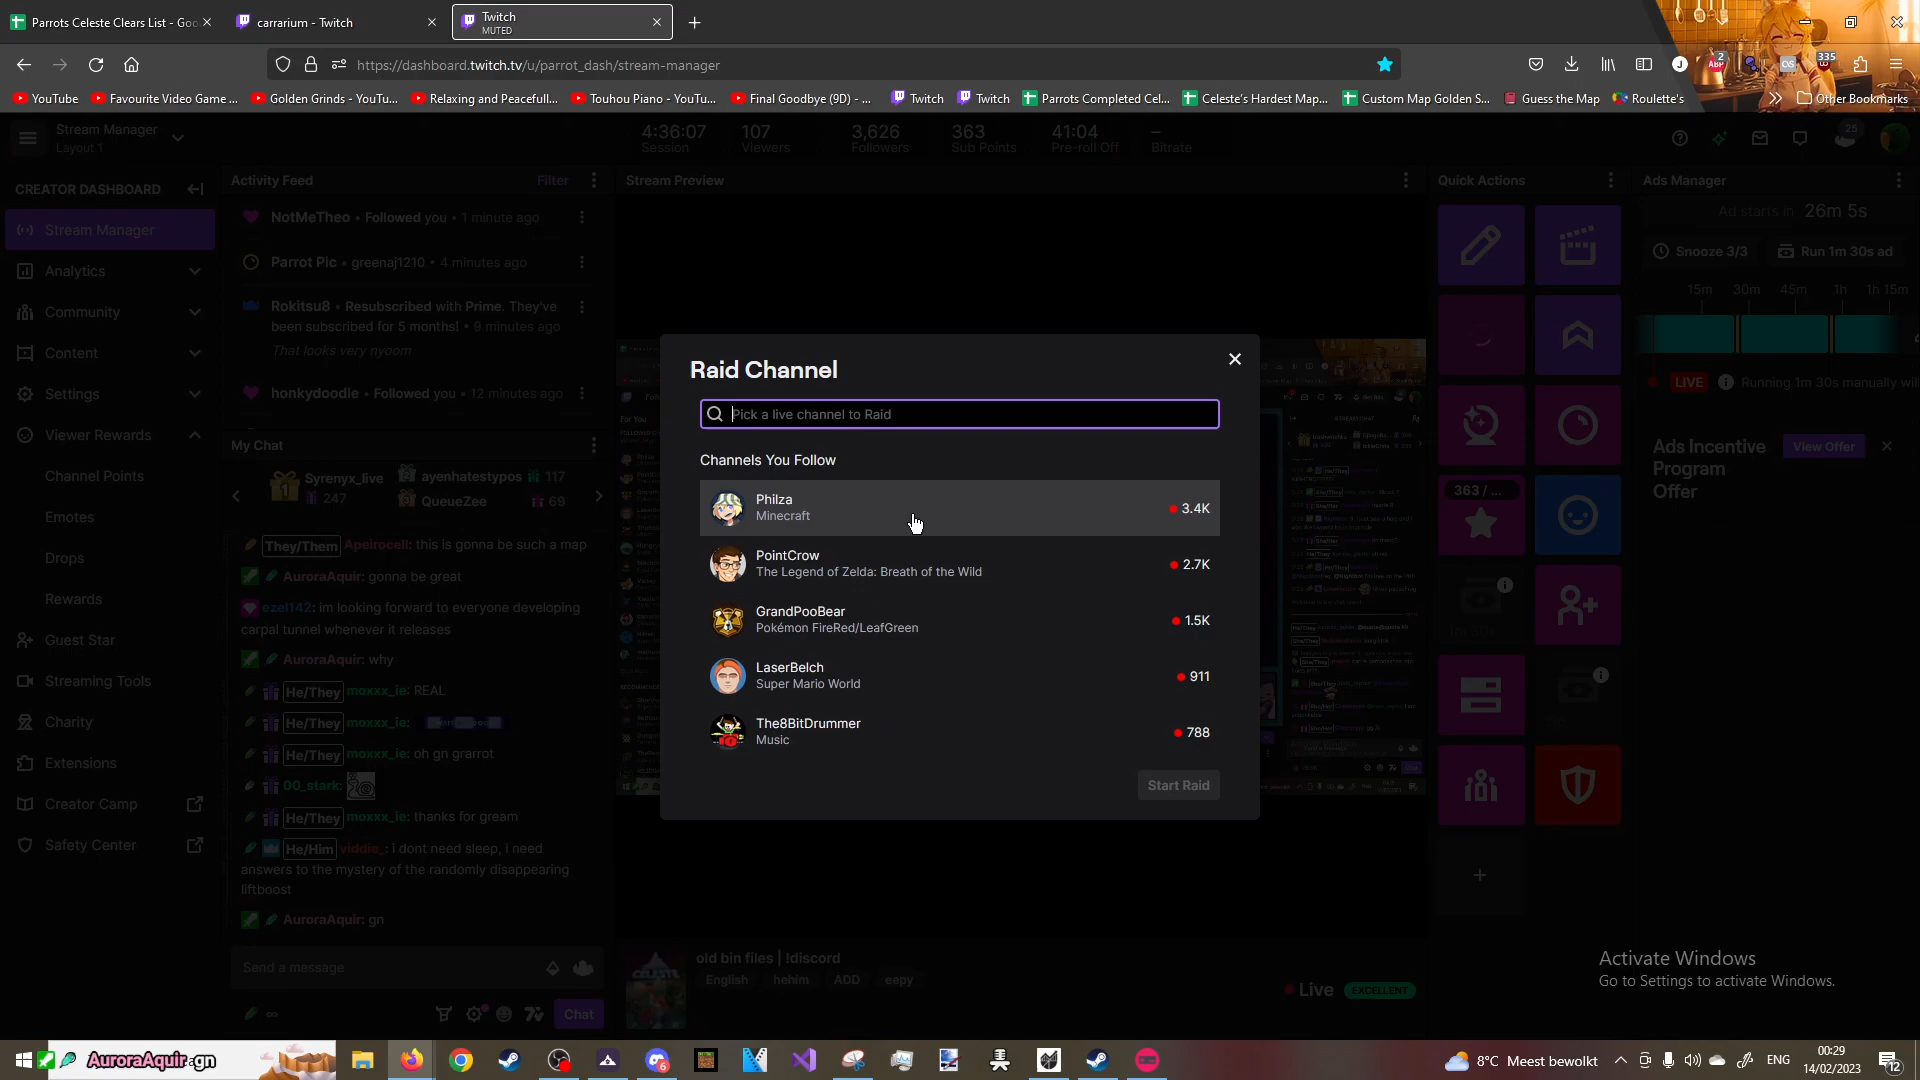 Parrots Celeste Clears List - Goo
carrarium - Twitch
Twitch
MUTED
https://dashboard.twitch.tv/u/parrot_dash/stream-manager
2
335
YouTube
Favourite Video Game ...
Golden Grinds - YouTu...
Relaxing and Peacefull...
Touhou Piano - YouTu...
Final Goodbye (9D) - ...
Twitch
Twitch
Parrots Completed Cel...
Celeste's Hardest Map...
Custom Map Golden S...
Guess the Map
Roulette's
Other Bookmarks
Stream Manager
Layout 1
4:36:07
Session
107
Viewers
3,626
Followers
363
Sub Points
41:04
Pre-roll Off
–
Bitrate
25
CREATOR DASHBOARD
Stream Manager
Analytics
Community
Content
Settings
Viewer Rewards
Channel Points
Emotes
Drops
Rewards
Guest Star
Streaming Tools
Charity
Extensions
Creator Camp
Safety Center
Activity Feed
Filter
NotMeTheo • Followed you • 1 minute ago
Parrot Pic • greenaj1210 • 4 minutes ago
Rokitsu8 • Resubscribed with Prime. They've
been subscribed for 5 months! • 9 minutes ago
That looks very nyoom
honkydoodle • Followed you • 12 minutes ago
My Chat
1
Syrenyx_live
247
ayenhatestypos 117
QueueZee 69
They/Them Apeirocell: this is gonna be such a map
AuroraAquir: gonna be great
ezel142: im looking forward to everyone developing
carpal tunnel whenever it releases
AuroraAquir: why
He/They moxxx_ie: REAL
He/They moxxx_ie:
He/They moxxx_ie: oh gn grarrot
00_stark:
He/They moxxx_ie: thanks for gream
He/Him viddie_: i dont need sleep, i need
answers to the mystery of the randomly disappearing
liftboost
AuroraAquir: gn
Send a message
∞
Chat
Stream Preview
Raid Channel
Pick a live channel to Raid
Channels You Follow
Philza
Minecraft
3.4K
PointCrow
The Legend of Zelda: Breath of the Wild
2.7K
GrandPooBear
Pokémon FireRed/LeafGreen
1.5K
LaserBelch
Super Mario World
911
The8BitDrummer
Music
788
Start Raid
old bin files | !discord
English
hehim
ADD
eepy
Live
EXCELLENT
Quick Actions
363 / ...
Ads Manager
Ad starts in 26m 5s
Snooze 3/3
Run 1m 30s ad
15m
30m
45m
1h
1h 15m
LIVE
Running 1m 30s manually wil
Ads Incentive
Program
Offer
View Offer
Activate Windows
Go to Settings to activate Windows.
AuroraAquir: gn
8°C Meest bewolkt
ENG
00:29
14/02/2023
12